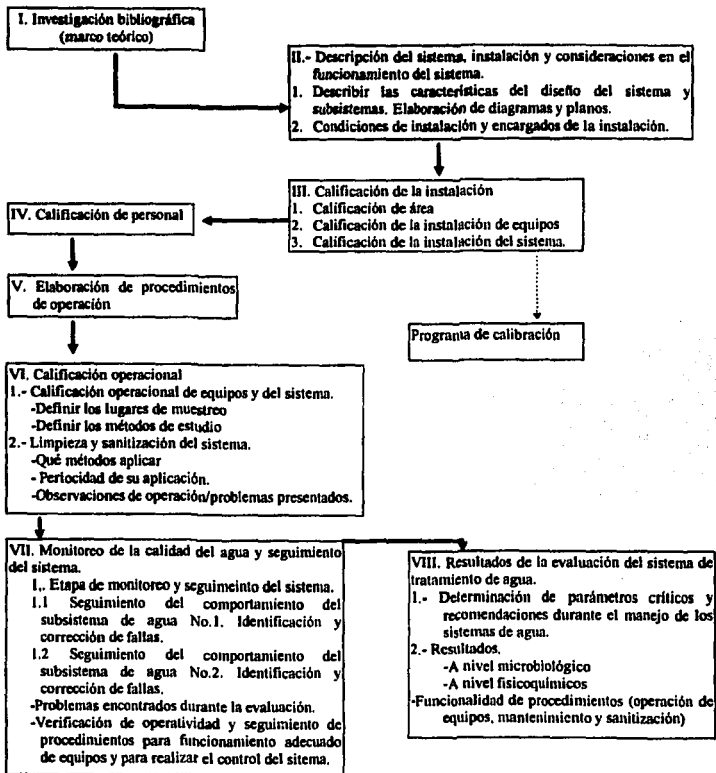 I. Investigación bibliográfica
(marco teórico)
II.- Descripción del sistema, instalación y consideraciones en el
funcionamiento del sistema.
1. Describir las características del diseño del sistema y
subsistemas. Elaboración de diagramas y planos.
2. Condiciones de instalación y encargados de la instalación.
III. Calificación de la instalación
1. Calificación de área
2. Calificación de la instalación de equipos
3. Calificación de la instalación del sistema.
IV. Calificación de personal
V. Elaboración de procedimientos
de operación
Programa de calibración
VI. Calificación operacional
1.- Calificación operacional de equipos y del sistema.
-Definir los lugares de muestreo
-Definir los métodos de estudio
2.- Limpieza y sanitización del sistema.
-Qué métodos aplicar
- Periocidad de su aplicación.
-Observaciones de operación/problemas presentados.
VII. Monitoreo de la calidad del agua y seguimiento
del sistema.
1,. Etapa de monitoreo y seguimeinto del sistema.
1.1 Seguimiento del comportamiento del
subsistema de agua No.1. Identificación y
corrección de fallas.
1.2 Seguimiento del comportamiento del
subsistema de agua No.2. Identificación y
corrección de fallas.
-Problemas encontrados durante la evaluación.
-Verificación de operatividad y seguimiento de
procedimientos para funcionamiento adecuado
de equipos y para realizar el control del sitema.
VIII. Resultados de la evaluación del sistema de
tratamiento de agua.
1.- Determinación de parámetros críticos y
recomendaciones durante el manejo de los
sistemas de agua.
2.- Resultados.
-A nivel microbiológico
-A nivel fisicoquímicos
-Funcionalidad de procedimientos (operación de
equipos, mantenimiento y sanitización)